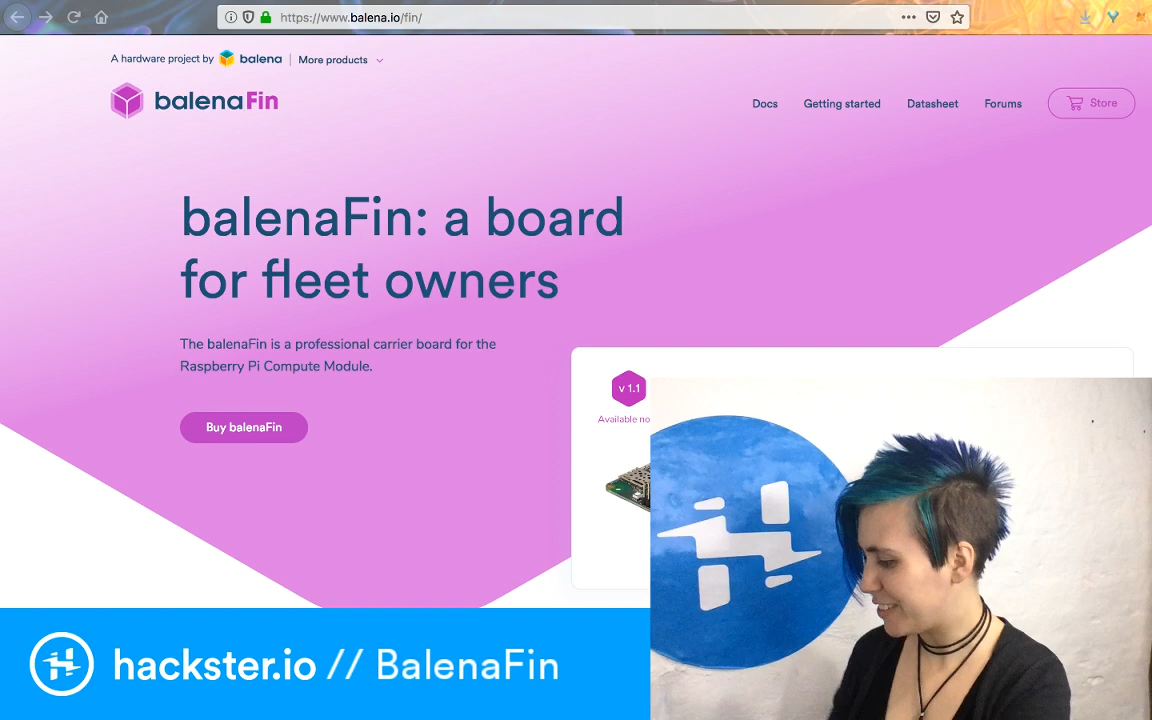 https://www.balena.io/fin/
A hardware project by balena | More products
balenaFin
Docs Getting started Datasheet Forums Store
balenaFin: a board
for fleet owners
The balenaFin is a professional carrier board for the
Raspberry Pi Compute Module.
Buy balenaFin
v 1.1
Available no
hackster.io // BalenaFin